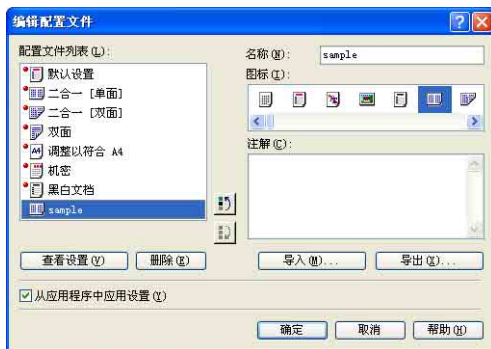 编辑配置文件
配置文件列表(L):
默认设置
二合一 [单面]
二合一 [双面]
双面
调整以符合 A4
机密
黑白文档
sample
查看设置(V)
删除(E)
名称(N): sample
图标(I):
注解(C):
导入(M)...
导出(X)...
从应用程序中应用设置(Y)
确定
取消
帮助(H)